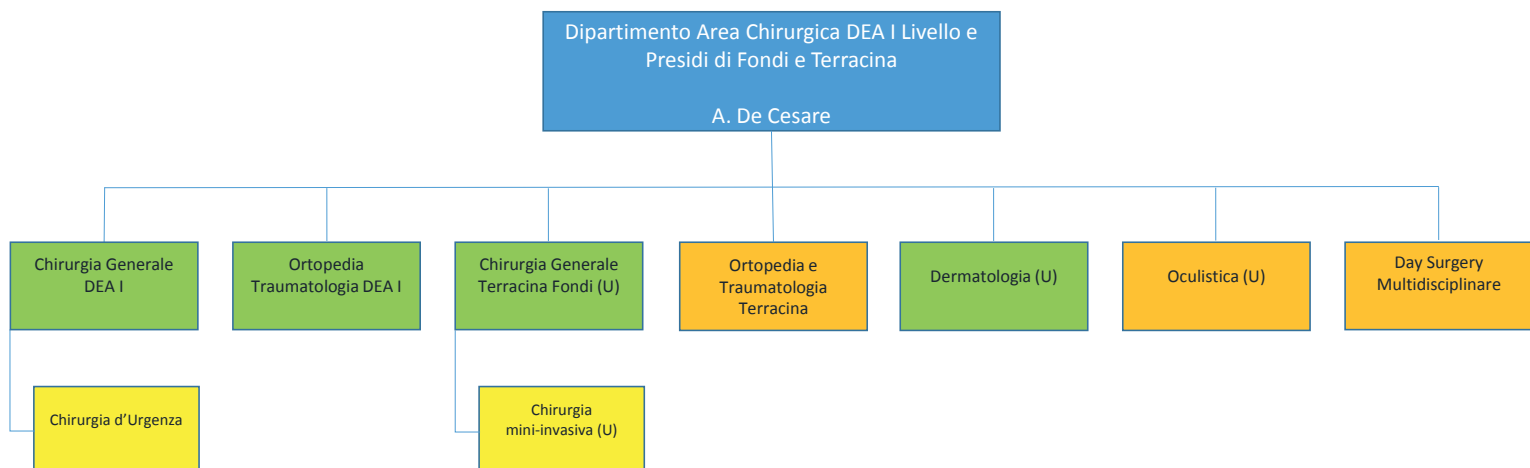 Dipartimento Area Chirurgica DEA I Livello e
Presidi di Fondi e Terracina
A. De Cesare
Chirurgia Generale
DEA I
Ortopedia
Traumatologia DEA I
Chirurgia Generale
Terracina Fondi (U)
Ortopedia e
Traumatologia
Terracina
Dermatologia (U)
Oculistica (U)
Day Surgery
Multidisciplinare
Chirurgia d’Urgenza
Chirurgia
mini-invasiva (U)